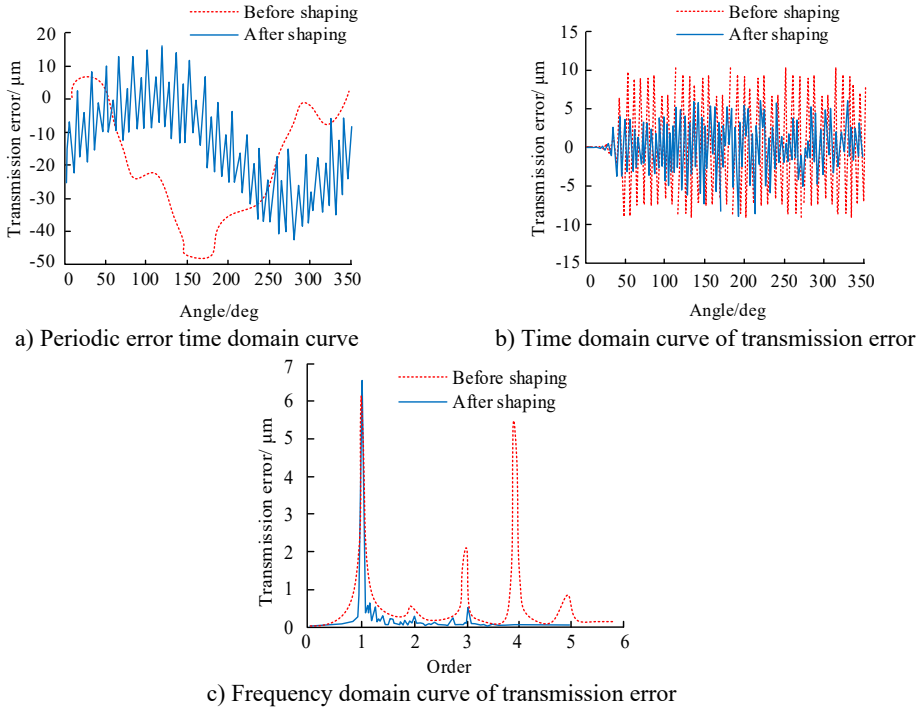 Before shaping
After shaping
Transmission error/ μm
20
10
0
-10
-20
-30
-40
-50
0 50 100 150 200 250 300 350
Angle/deg
a) Periodic error time domain curve
Before shaping
After shaping
Transmission error/ μm
15
10
5
0
-5
-10
-15
0 50 100 150 200 250 300 350
Angle/deg
b) Time domain curve of transmission error
Before shaping
After shaping
Transmission error/ μm
7
6
5
4
3
2
1
0
0 1 2 3 4 5 6
Order
c) Frequency domain curve of transmission error